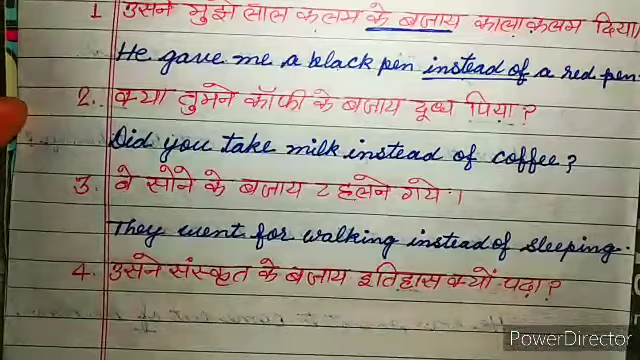 1 उसने मुझे लाल कलम के बजाय काला क़लम दिया।
He gave me a black pen instead of a red pen.
2. क्या तुमने कॉफी के बजाय दूध पिया?
Did you take milk instead of coffee?
3. वे सोने के बजाय टहलने गये।
They went for walking instead of sleeping.
4. उसने संस्कृत के बजाय इतिहास क्यों पढ़ा?
PowerDirector